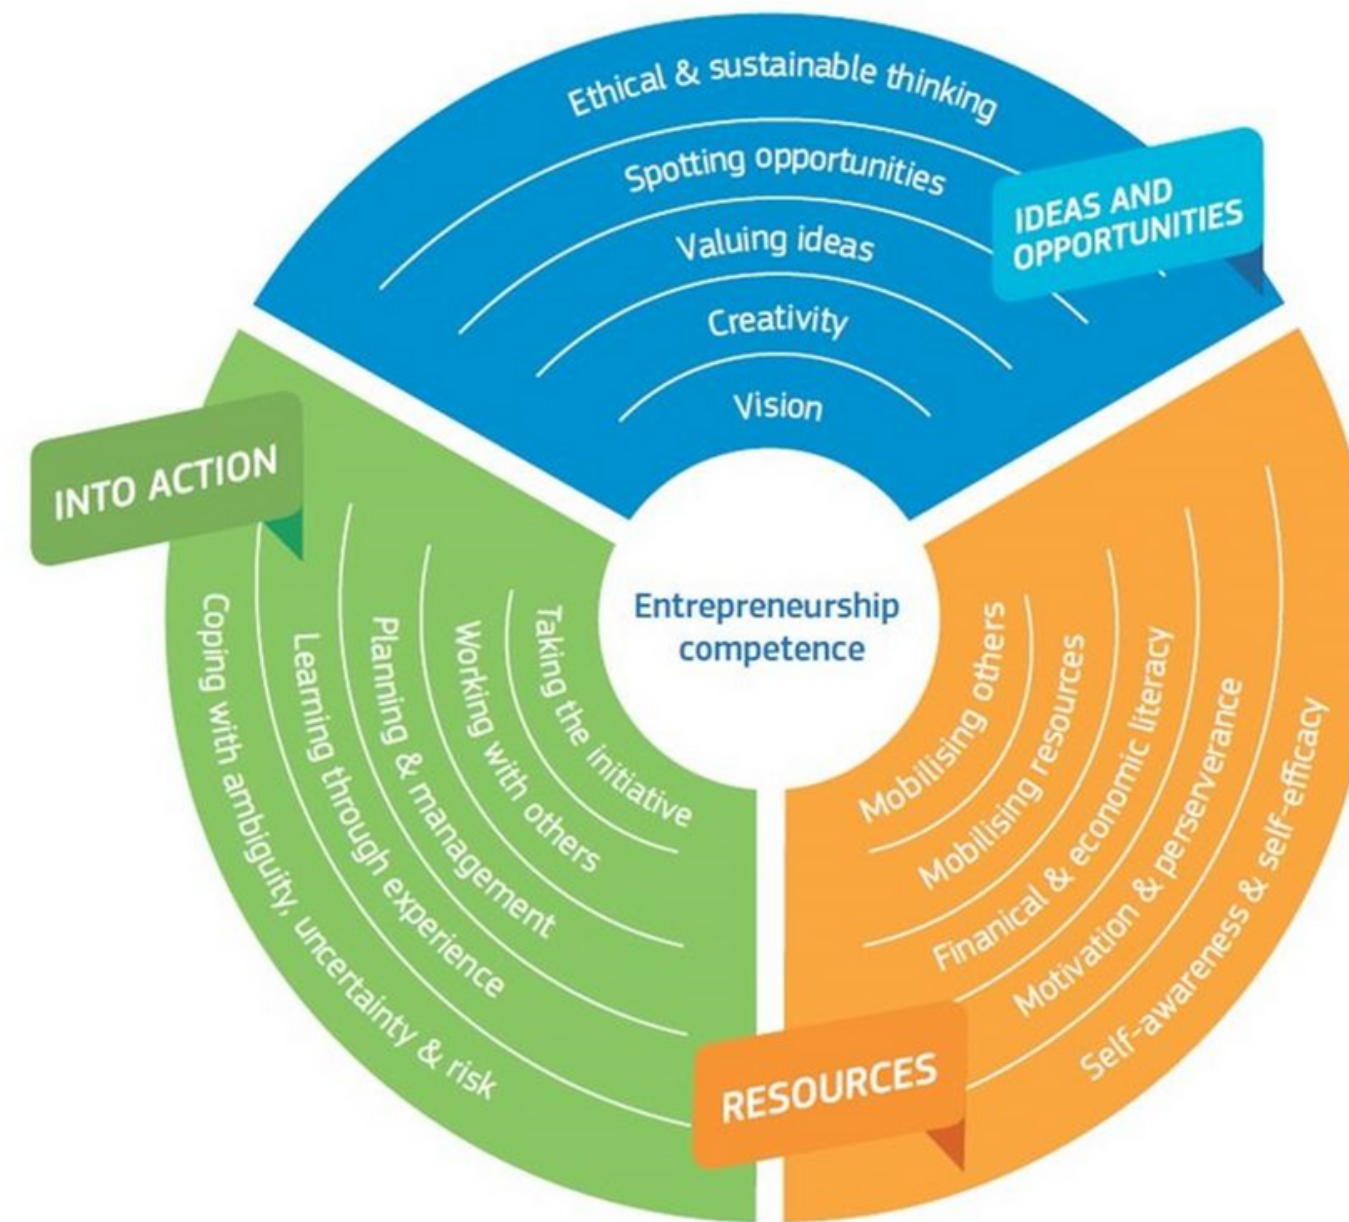 Ethical & sustainable thinking
Spotting opportunities
Valuing ideas
Creativity
Vision
IDEAS AND
OPPORTUNITIES
INTO ACTION
Coping with ambiguity, uncertainty & risk
Learning through experience
Planning & management
Working with others
Taking the initiative
Entrepreneurship
competence
Mobilising others
Mobilising resources
Finanical & economic literacy
Motivation & perserverance
Self-awareness & self-efficacy
RESOURCES